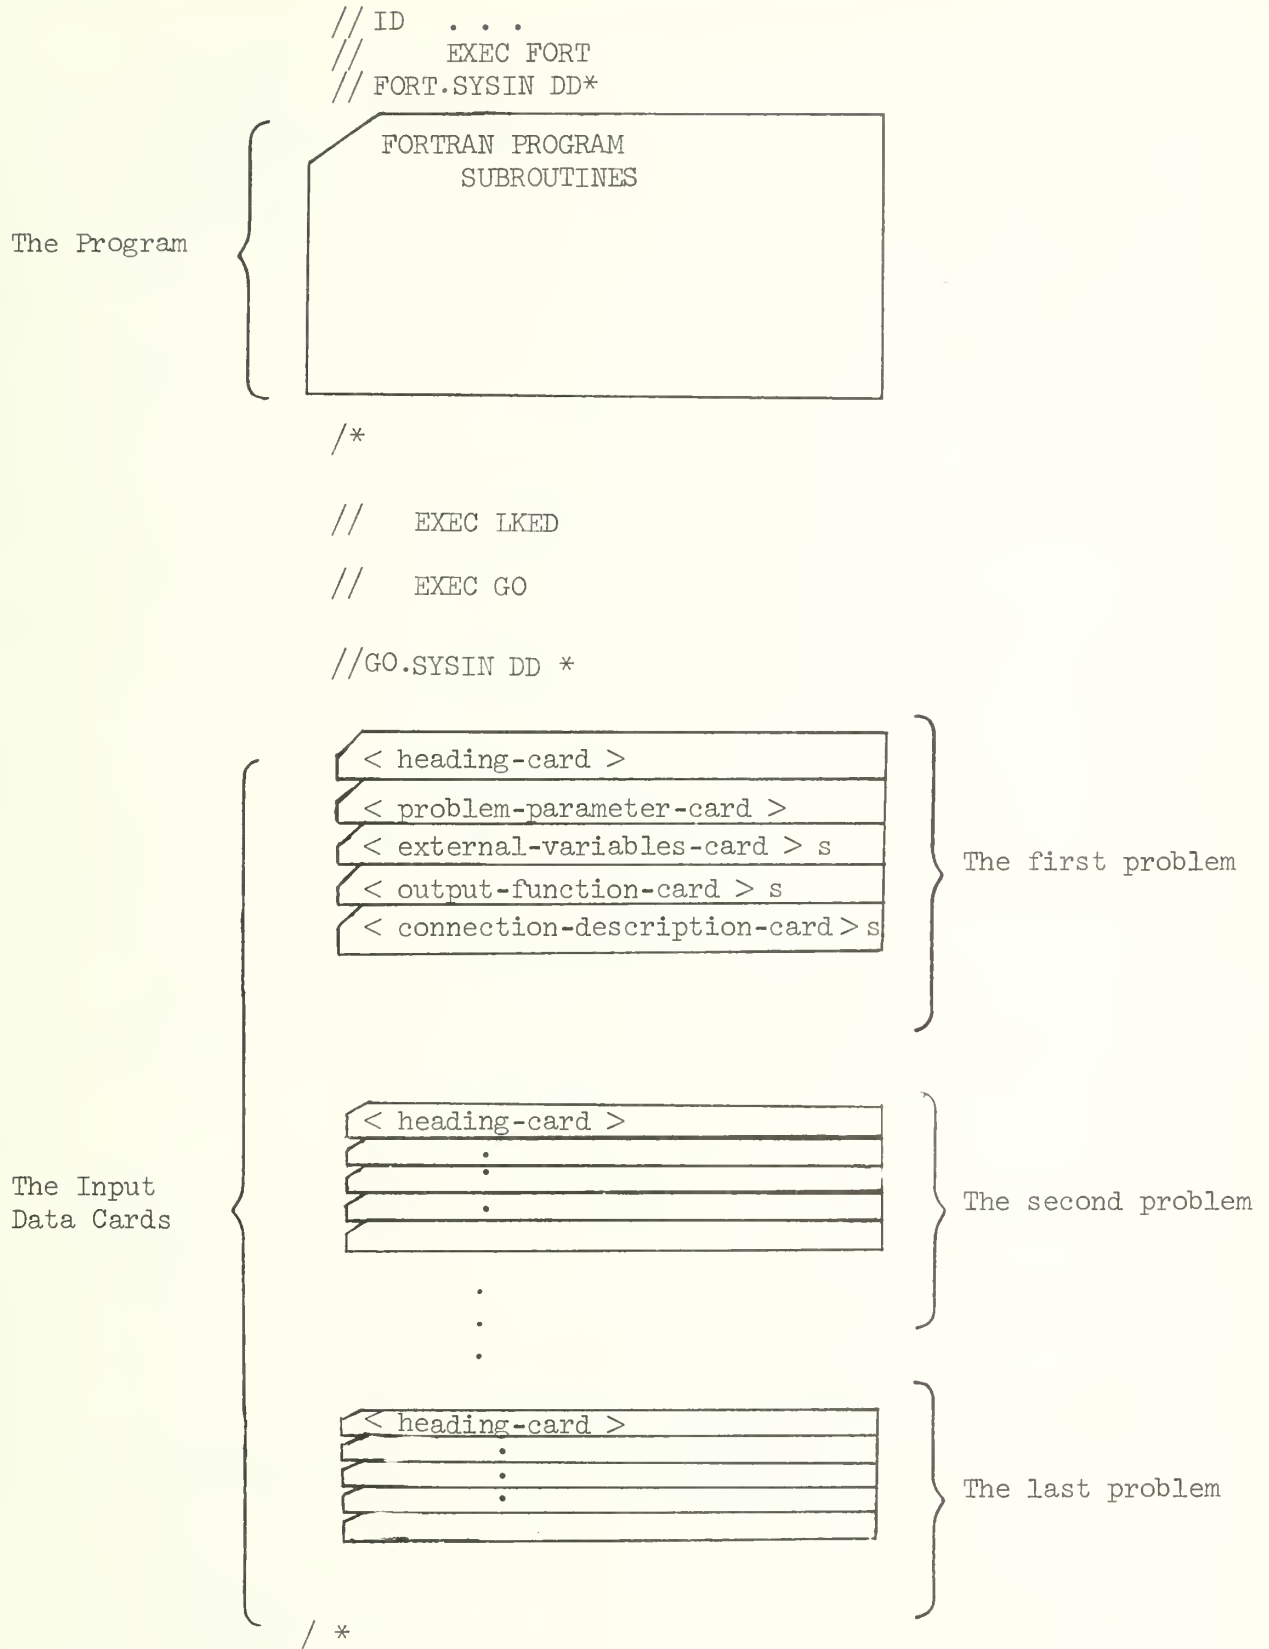 // ID . . .
// EXEC FORT
// FORT.SYSIN DD*
FORTRAN PROGRAM
SUBROUTINES
The Program
/*
// EXEC LKED
// EXEC GO
//GO.SYSIN DD *
< heading-card >
< problem-parameter-card >
< external-variables-card > s
< output-function-card > s
< connection-description-card > s
The first problem
The Input
Data Cards
< heading-card >
.
.
.
The second problem
.
.
.
< heading-card >
.
.
.
The last problem
/ *